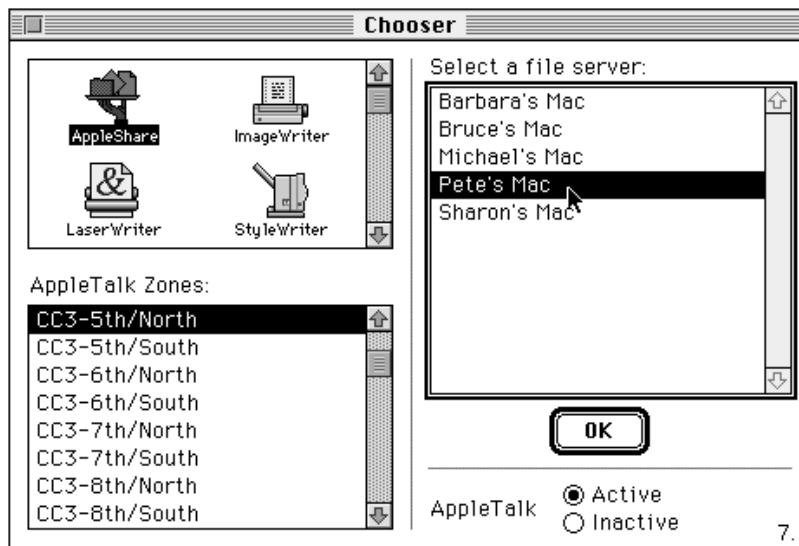 Chooser
AppleShare
ImageWriter
&
LaserWriter
StyleWriter
AppleTalk Zones:
CC3-5th/North
CC3-5th/South
CC3-6th/North
CC3-6th/South
CC3-7th/North
CC3-7th/South
CC3-8th/North
CC3-8th/South
Select a file server:
Barbara's Mac
Bruce's Mac
Michael's Mac
Pete's Mac
Sharon's Mac
OK
AppleTalk
Active
Inactive
7.